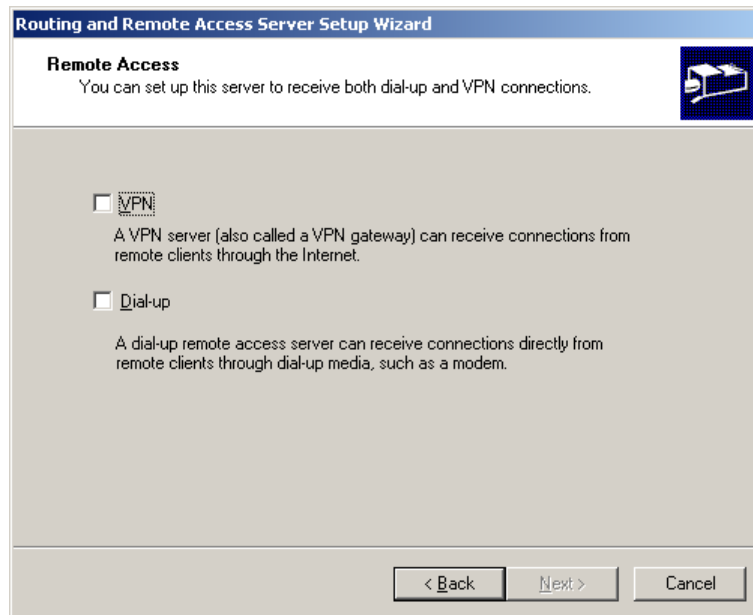 Routing and Remote Access Server Setup Wizard
Remote Access
You can set up this server to receive both dial-up and VPN connections.
VPN
A VPN server (also called a VPN gateway) can receive connections from
remote clients through the Internet.
Dial-up
A dial-up remote access server can receive connections directly from
remote clients through dial-up media, such as a modem.
< Back Next > Cancel